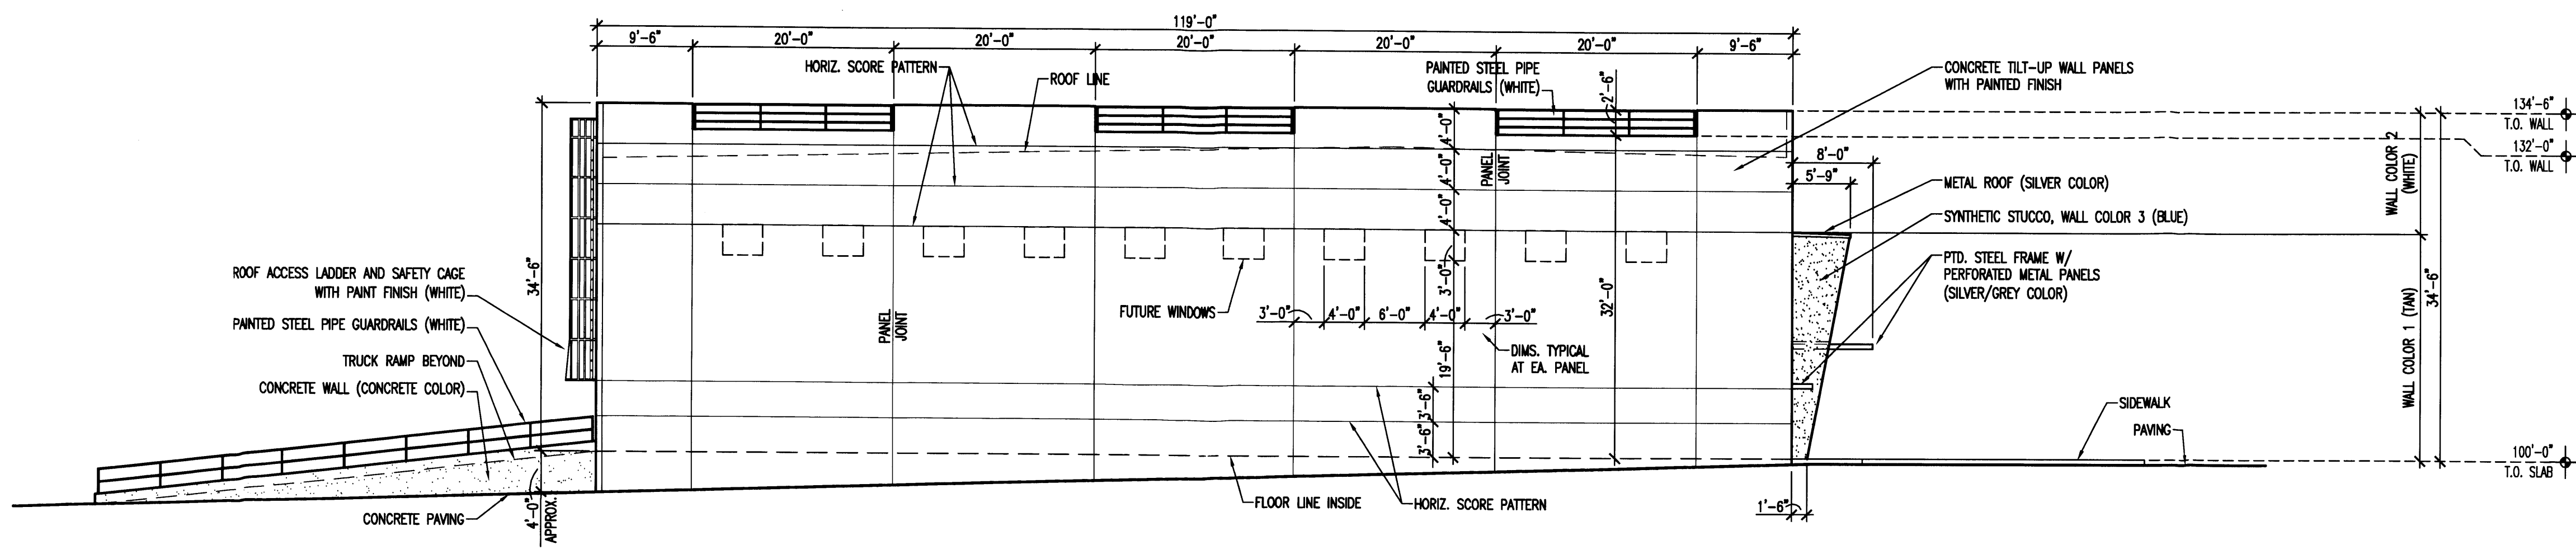 119'-0"
9'-6"
20'-0"
20'-0"
20'-0"
20'-0"
20'-0"
9'-6"
HORIZ. SCORE PATTERN
ROOF LINE
PAINTED STEEL PIPE
GUARDRAILS (WHITE)
2'-6"
CONCRETE TILT-UP WALL PANELS
WITH PAINTED FINISH
134'-6"
T.O. WALL
132'-0"
T.O. WALL
4'-0"
4'-0"
4'-0"
PANEL
JOINT
8'-0"
5'-9"
METAL ROOF (SILVER COLOR)
SYNTHETIC STUCCO, WALL COLOR 3 (BLUE)
WALL COLOR 2
(WHITE)
PTD. STEEL FRAME W/
PERFORATED METAL PANELS
(SILVER/GREY COLOR)
34'-6"
WALL COLOR 1 (TAN)
34'-6"
ROOF ACCESS LADDER AND SAFETY CAGE
WITH PAINT FINISH (WHITE)
PAINTED STEEL PIPE GUARDRAILS (WHITE)
TRUCK RAMP BEYOND
CONCRETE WALL (CONCRETE COLOR)
PANEL
JOINT
FUTURE WINDOWS
3'-0"
3'-0"
4'-0"
6'-0"
4'-0"
3'-0"
32'-0"
DIMS. TYPICAL
AT EA. PANEL
19'-6"
3'-6"
3'-6"
SIDEWALK
PAVING
100'-0"
T.O. SLAB
CONCRETE PAVING
4'-0"
APPROX.
FLOOR LINE INSIDE
HORIZ. SCORE PATTERN
1'-6"